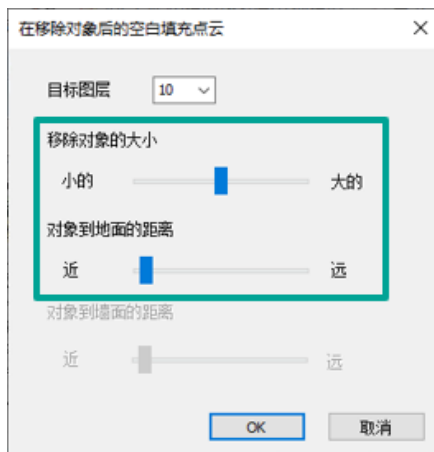 在移除对象后的空白填充点云
目标图层 10
移除对象的大小
小的 大的
对象到地面的距离
近 远
对象到墙面的距离
近 远
OK 取消